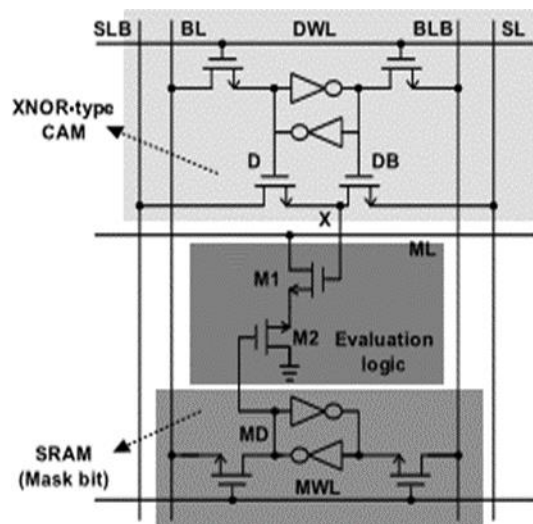 SLB BL DWL BLB SL
XNOR-type
CAM
D DB
X
ML
M1
M2
Evaluation
logic
MD
SRAM
(Mask bit)
MWL